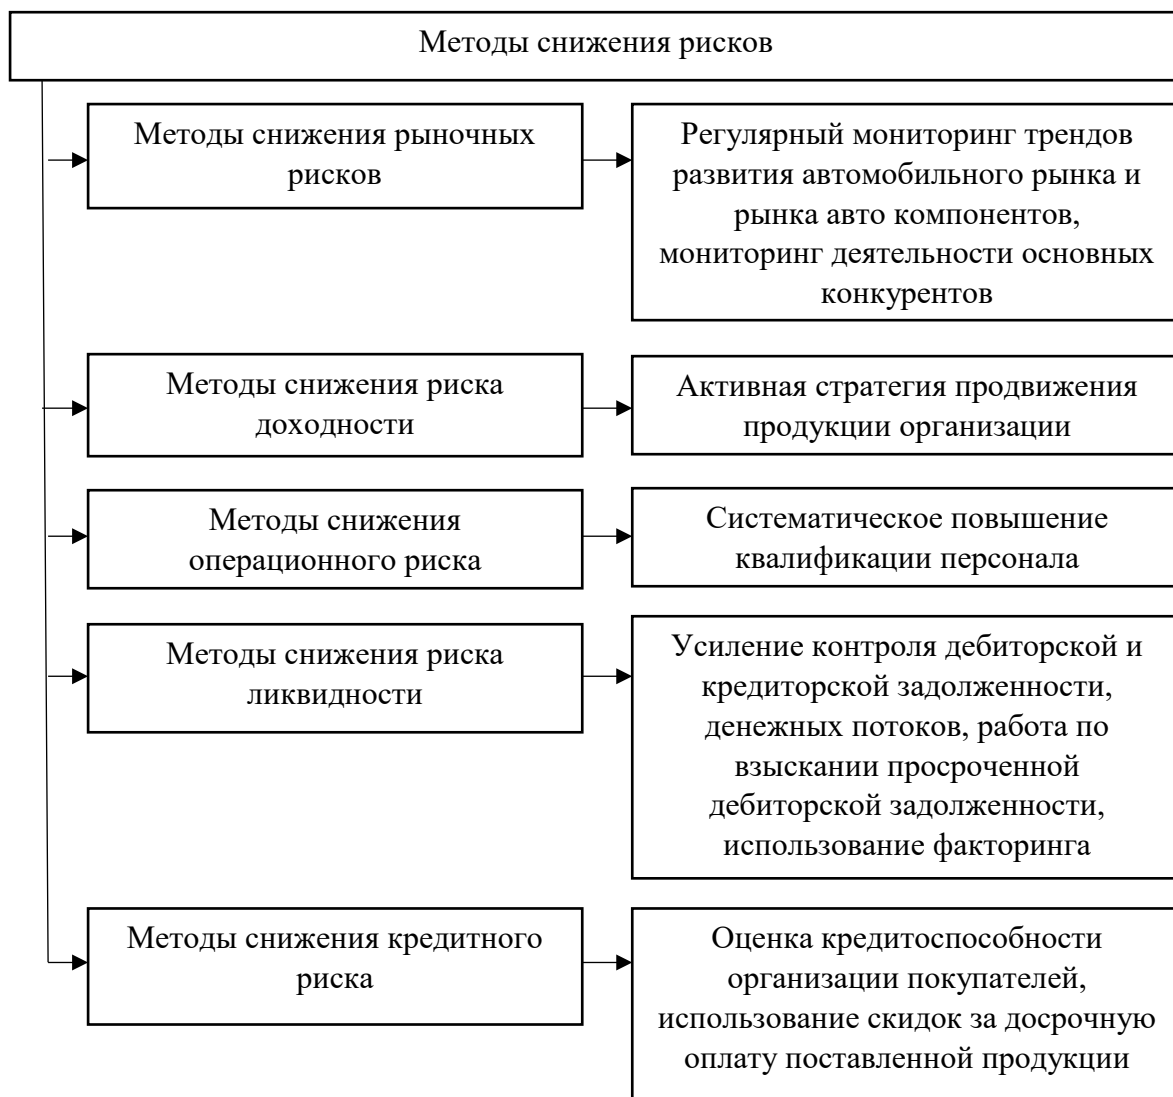 Методы снижения рисков
Методы снижения рыночных
рисков
Регулярный мониторинг трендов
развития автомобильного рынка и
рынка авто компонентов,
мониторинг деятельности основных
конкурентов
Методы снижения риска
доходности
Активная стратегия продвижения
продукции организации
Методы снижения
операционного риска
Систематическое повышение
квалификации персонала
Методы снижения риска
ликвидности
Усиление контроля дебиторской и
кредиторской задолженности,
денежных потоков, работа по
взыскании просроченной
дебиторской задолженности,
использование факторинга
Методы снижения кредитного
риска
Оценка кредитоспособности
организации покупателей,
использование скидок за досрочную
оплату поставленной продукции